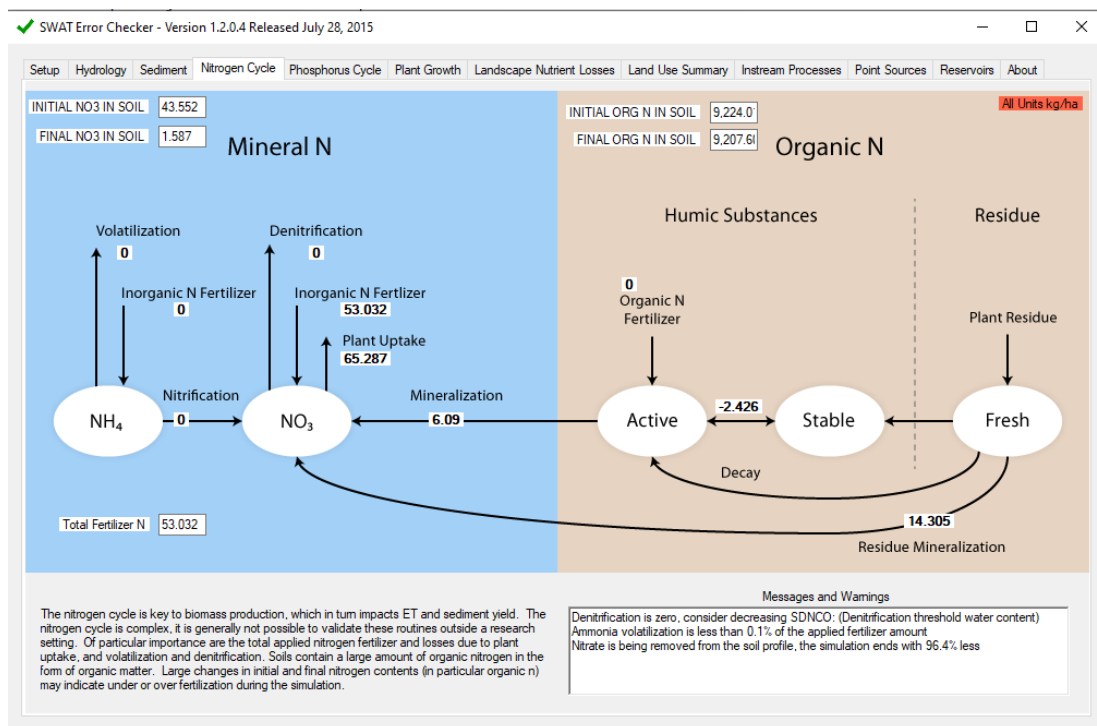 SWAT Error Checker - Version 1.2.0.4 Released July 28, 2015
Setup Hydrology Sediment Nitrogen Cycle Phosphorus Cycle Plant Growth Landscape Nutrient Losses Land Use Summary Instream Processes Point Sources Reservoirs About
INITIAL NO3 IN SOIL 43.552
FINAL NO3 IN SOIL 1.587
Mineral N
INITIAL ORG N IN SOIL 9,224.0
FINAL ORG N IN SOIL 9,207.6
Organic N
All Units kg/ha
Humic Substances
Residue
Volatilization
0
Denitrification
0
Inorganic N Fertilizer
0
Inorganic N Fertlizer
53.032
Plant Uptake
65.287
0
Organic N
Fertilizer
Plant Residue
Nitrification
0
Mineralization
6.09
-2.426
NH₄
NO₃
Active
Stable
Fresh
Decay
14.305
Residue Mineralization
Total Fertilizer N 53.032
The nitrogen cycle is key to biomass production, which in turn impacts ET and sediment yield. The
nitrogen cycle is complex, it is generally not possible to validate these routines outside a research
setting. Of particular importance are the total applied nitrogen fertilizer and losses due to plant
uptake, and volatilization and denitrification. Soils contain a large amount of organic nitrogen in the
form of organic matter. Large changes in initial and final nitrogen contents (in particular organic n)
may indicate under or over fertilization during the simulation.
Messages and Warnings
Denitrification is zero, consider decreasing SDNCO: (Denitrification threshold water content)
Ammonia volatilization is less than 0.1% of the applied fertilizer amount
Nitrate is being removed from the soil profile, the simulation ends with 96.4% less